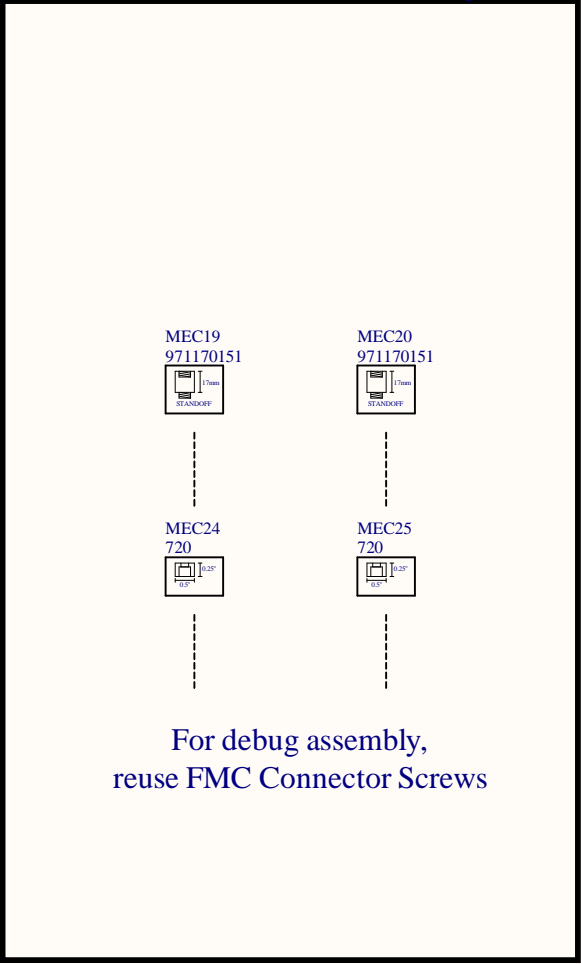 MEC19
971170151
17mm
STANDOFF
MEC20
971170151
17mm
STANDOFF
MEC24
720
0.25"
0.5"
MEC25
720
0.25"
0.5"
For debug assembly,
reuse FMC Connector Screws